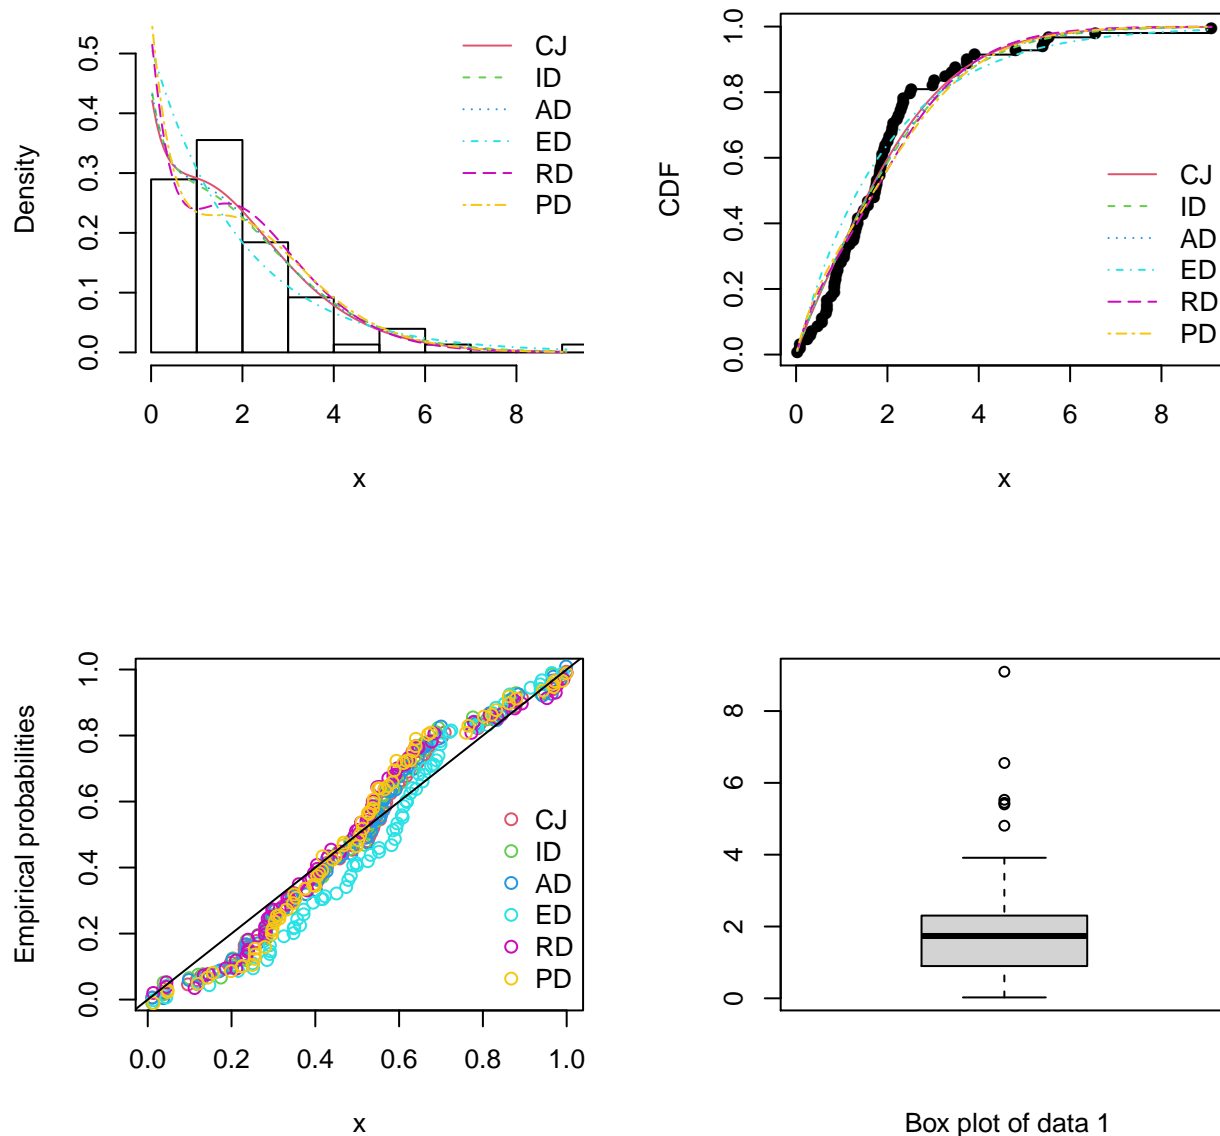 Density
0.0 0.1 0.2 0.3 0.4 0.5
0 2 4 6 8
x
CJ
ID
AD
ED
RD
PD
CDF
0.0 0.2 0.4 0.6 0.8 1.0
0 2 4 6 8
x
CJ
ID
AD
ED
RD
PD
Empirical probabilities
0.0 0.2 0.4 0.6 0.8 1.0
0.0 0.2 0.4 0.6 0.8 1.0
x
CJ
ID
AD
ED
RD
PD
0 2 4 6 8
Box plot of data 1